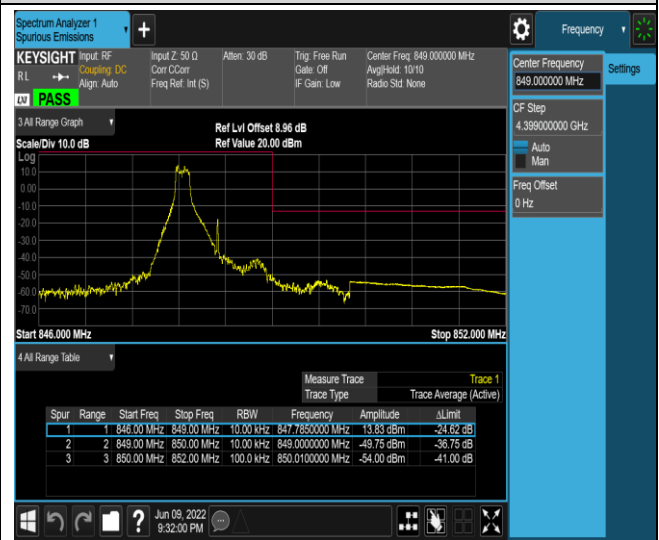 Spectrum Analyzer 1
Spurious Emissions
Frequency
KEYSIGHT Input: RF Input Z: 50 Ω Atten: 30 dB Trig: Free Run Center Freq: 849.000000 MHz
R L Coupling: DC Corr CCorr Gate: Off Avg|Hold: 10/10
Align: Auto Freq Ref: Int (S) IF Gain: Low Radio Std: None
LXI PASS
Center Frequency
849.000000 MHz
Settings
CF Step
4.399000000 GHz
Auto
Man
Freq Offset
0 Hz
3 All Range Graph
Ref Lvl Offset 8.96 dB
Scale/Div 10.0 dB Ref Value 20.00 dBm
Log
10.0
0.00
-10.0
-20.0
-30.0
-40.0
-50.0
-60.0
-70.0
Start 846.000 MHz Stop 852.000 MHz
4 All Range Table
Measure Trace Trace 1
Trace Type Trace Average (Active)
Spur Range Start Freq Stop Freq RBW Frequency Amplitude ΔLimit
1 1 846.00 MHz 849.00 MHz 10.00 kHz 847.7850000 MHz 13.83 dBm -24.62 dB
2 2 849.00 MHz 850.00 MHz 10.00 kHz 849.0000000 MHz -49.75 dBm -36.75 dB
3 3 850.00 MHz 852.00 MHz 100.0 kHz 850.0100000 MHz -54.00 dBm -41.00 dB
Jun 09, 2022
9:32:00 PM